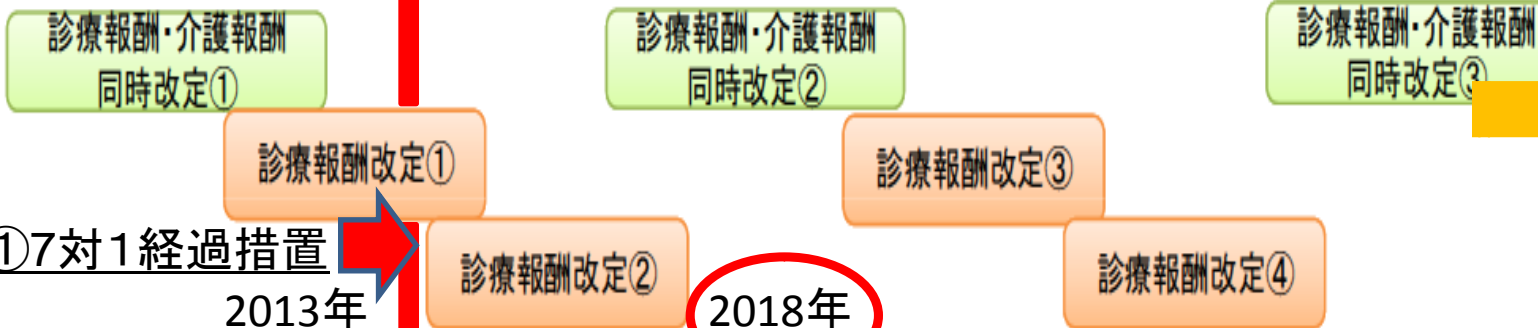 診療報酬・介護報酬
同時改定①
診療報酬・介護報酬
同時改定②
診療報酬・介護報酬
同時改定③
診療報酬改定①
診療報酬改定③
①7対1経過措置
診療報酬改定②
診療報酬改定④
2013年
2018年